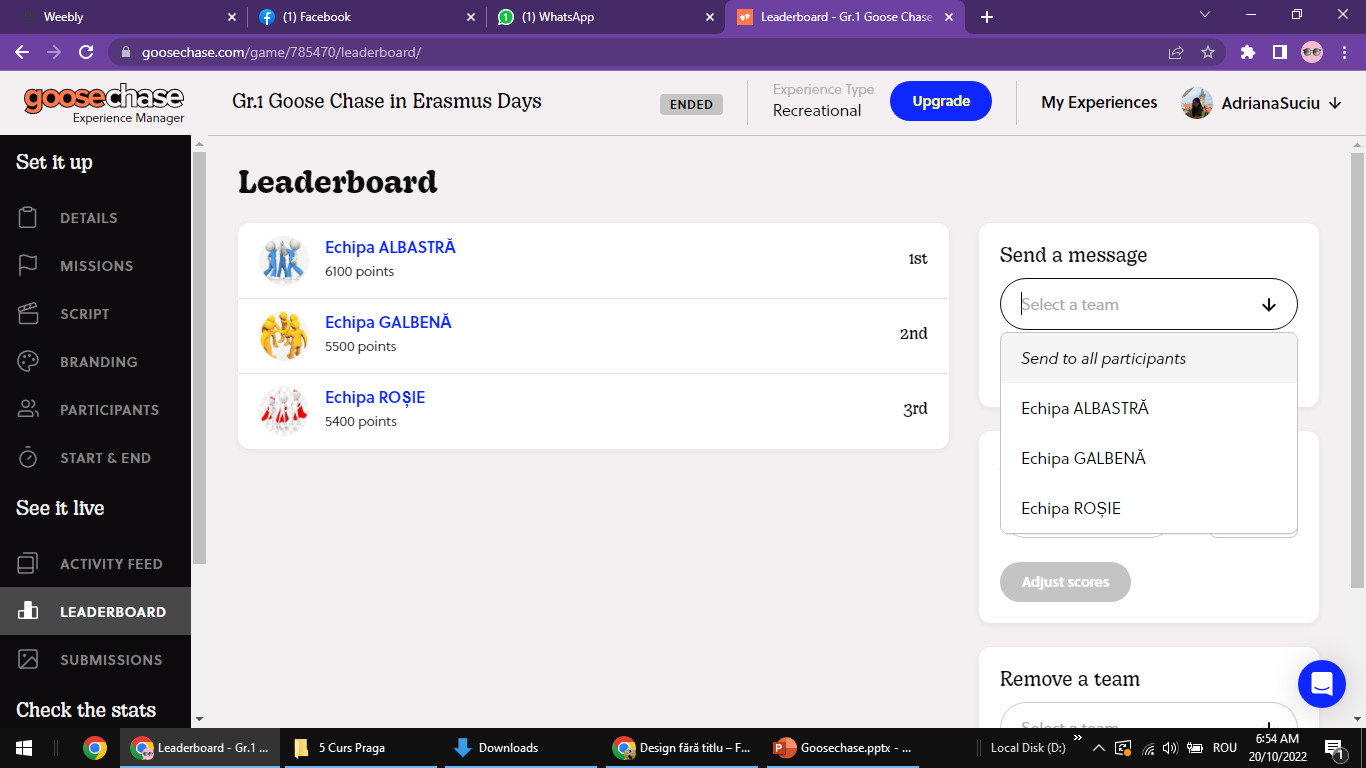 Weebly
(1) Facebook
(1) WhatsApp
Leaderboard - Gr.1 Goose Chase
goosechase.com/game/785470/leaderboard/
goosechase
Experience Manager
Gr.1 Goose Chase in Erasmus Days
ENDED
Experience Type
Recreational
Upgrade
My Experiences
AdrianaSuciu
Set it up
DETAILS
MISSIONS
SCRIPT
BRANDING
PARTICIPANTS
START & END
See it live
ACTIVITY FEED
LEADERBOARD
SUBMISSIONS
Check the stats
Leaderboard
Echipa ALBASTRĂ
6100 points
1st
Echipa GALBENĂ
5500 points
2nd
Echipa ROȘIE
5400 points
3rd
Send a message
Select a team
Send to all participants
Echipa ALBASTRĂ
Echipa GALBENĂ
Echipa ROȘIE
Adjust scores
Remove a team
Select a team
Leaderboard - Gr.1 ...
5 Curs Praga
Downloads
Design fără titlu – F...
Goosechase.pptx - ...
Local Disk (D:)
ROU
6:54 AM
20/10/2022
1